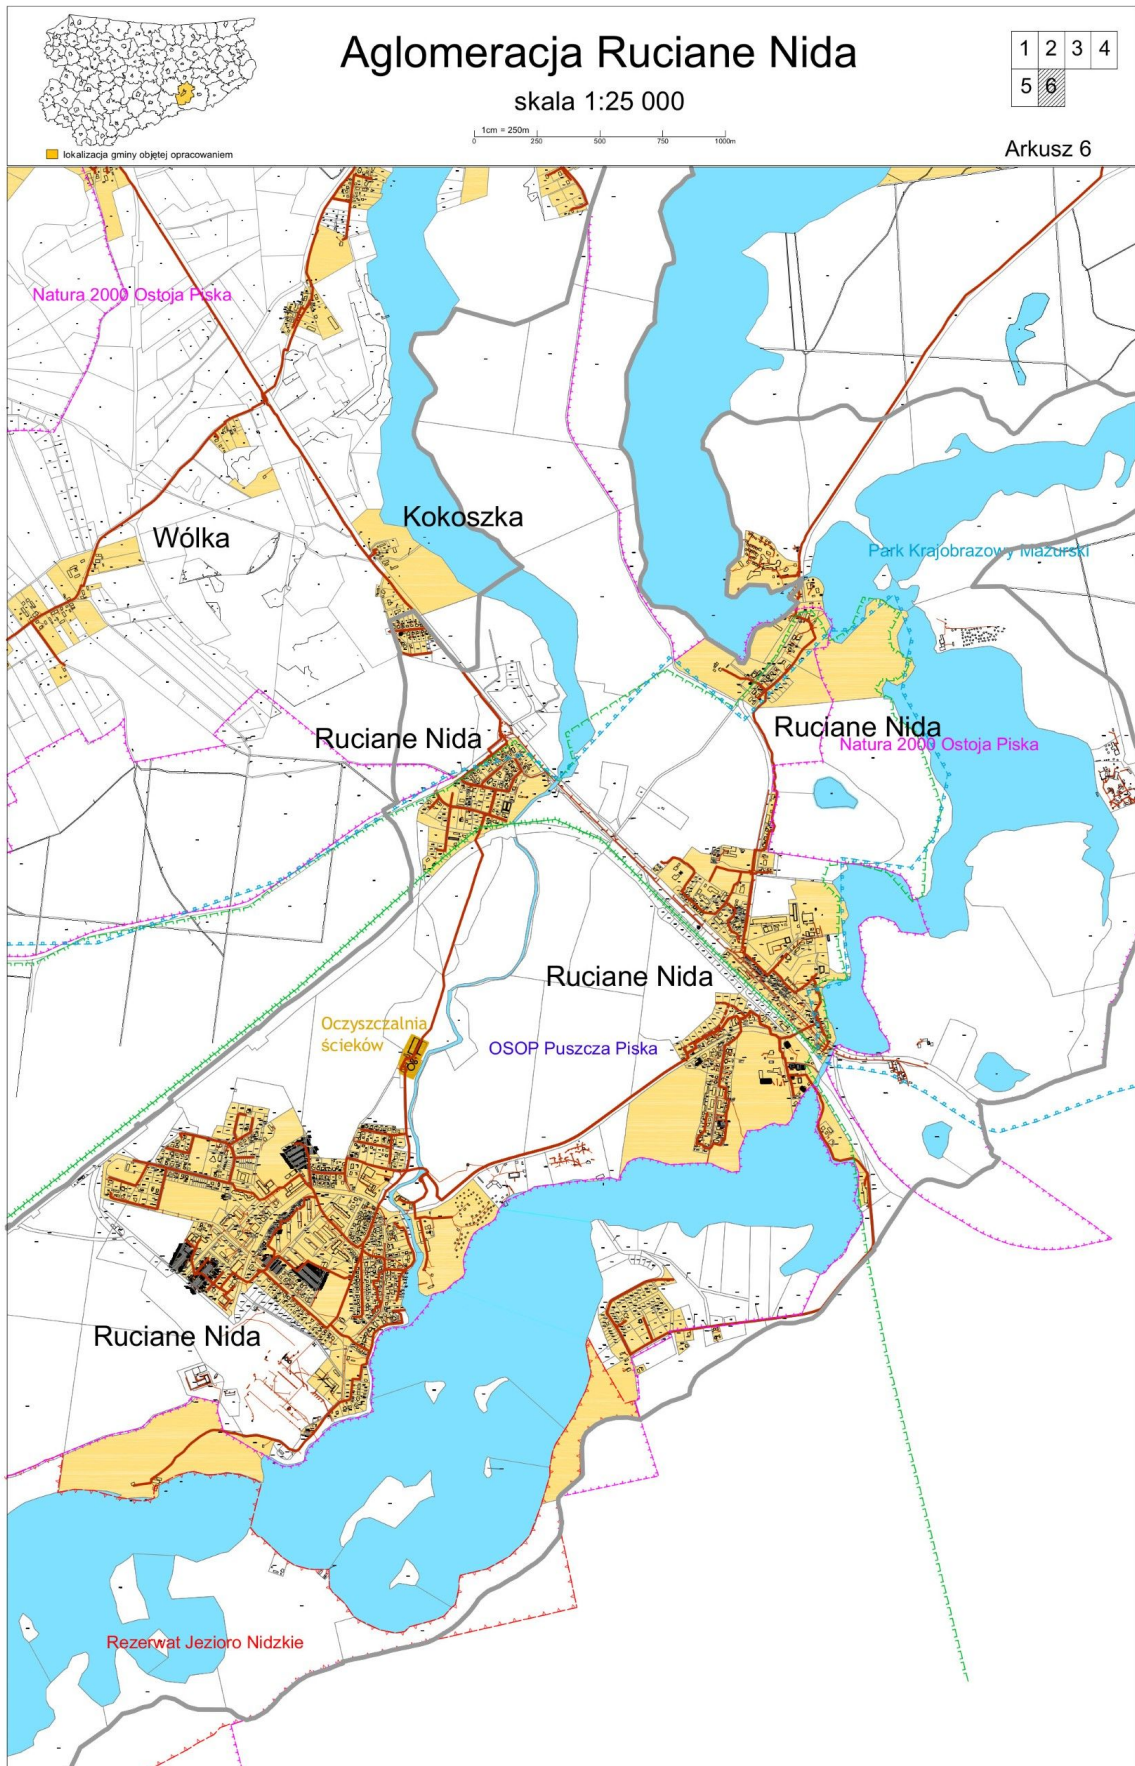 Aglomeracja Ruciane Nida
skala 1:25 000
1cm = 250m
0 250 500 750 1000m
1 2 3 4
5 6
Arkusz 6
lokalizacja gminy objętej opracowaniem
Natura 2000 Ostoja Piska
Kokoszka
Wólka
Park Krajobrazowy Mazurski
Ruciane Nida
Ruciane Nida
Natura 2000 Ostoja Piska
Ruciane Nida
Oczyszczalnia
ścieków
OSOP Puszcza Piska
Ruciane Nida
Rezerwat Jezioro Nidzkie